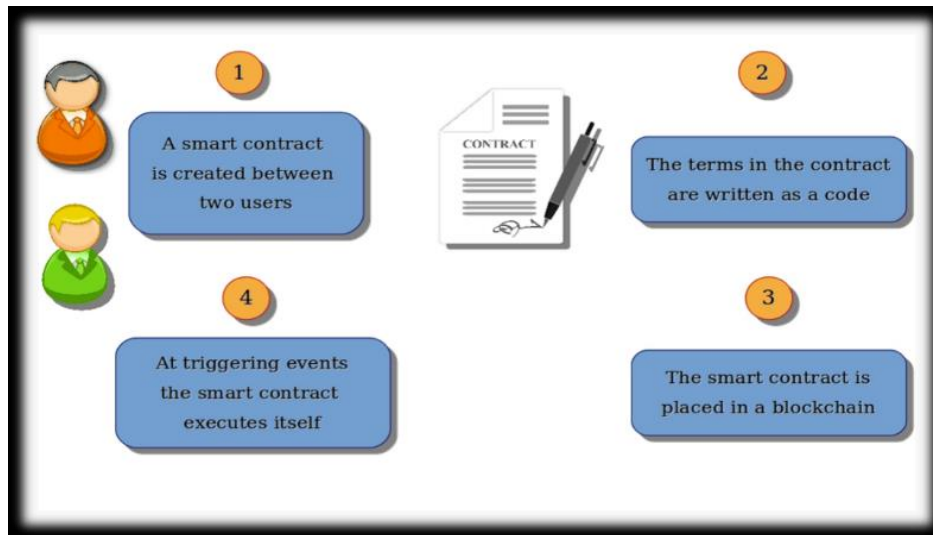 1
A smart contract
is created between
two users
CONTRACT
2
The terms in the contract
are written as a code
3
The smart contract is
placed in a blockchain
4
At triggering events
the smart contract
executes itself